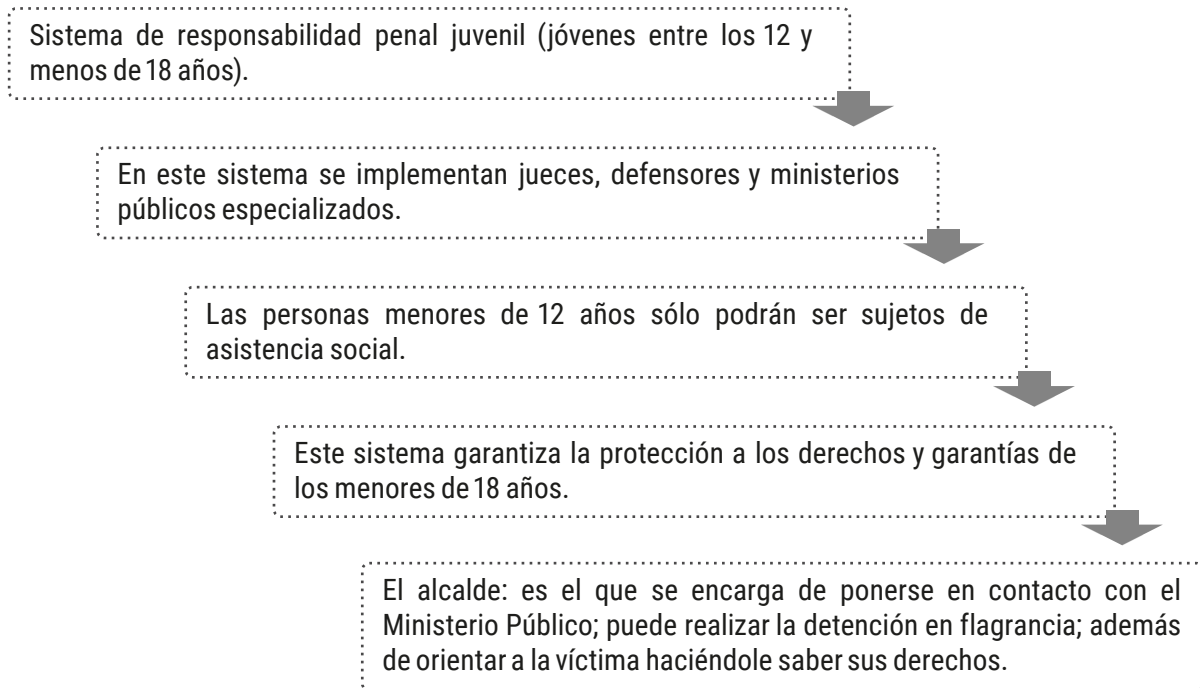 Sistema de responsabilidad penal juvenil (jóvenes entre los 12 y
menos de 18 años).
En este sistema se implementan jueces, defensores y ministerios
públicos especializados.
Las personas menores de 12 años sólo podrán ser sujetos de
asistencia social.
Este sistema garantiza la protección a los derechos y garantías de
los menores de 18 años.
El alcalde: es el que se encarga de ponerse en contacto con el
Ministerio Público; puede realizar la detención en flagrancia; además
de orientar a la víctima haciéndole saber sus derechos.